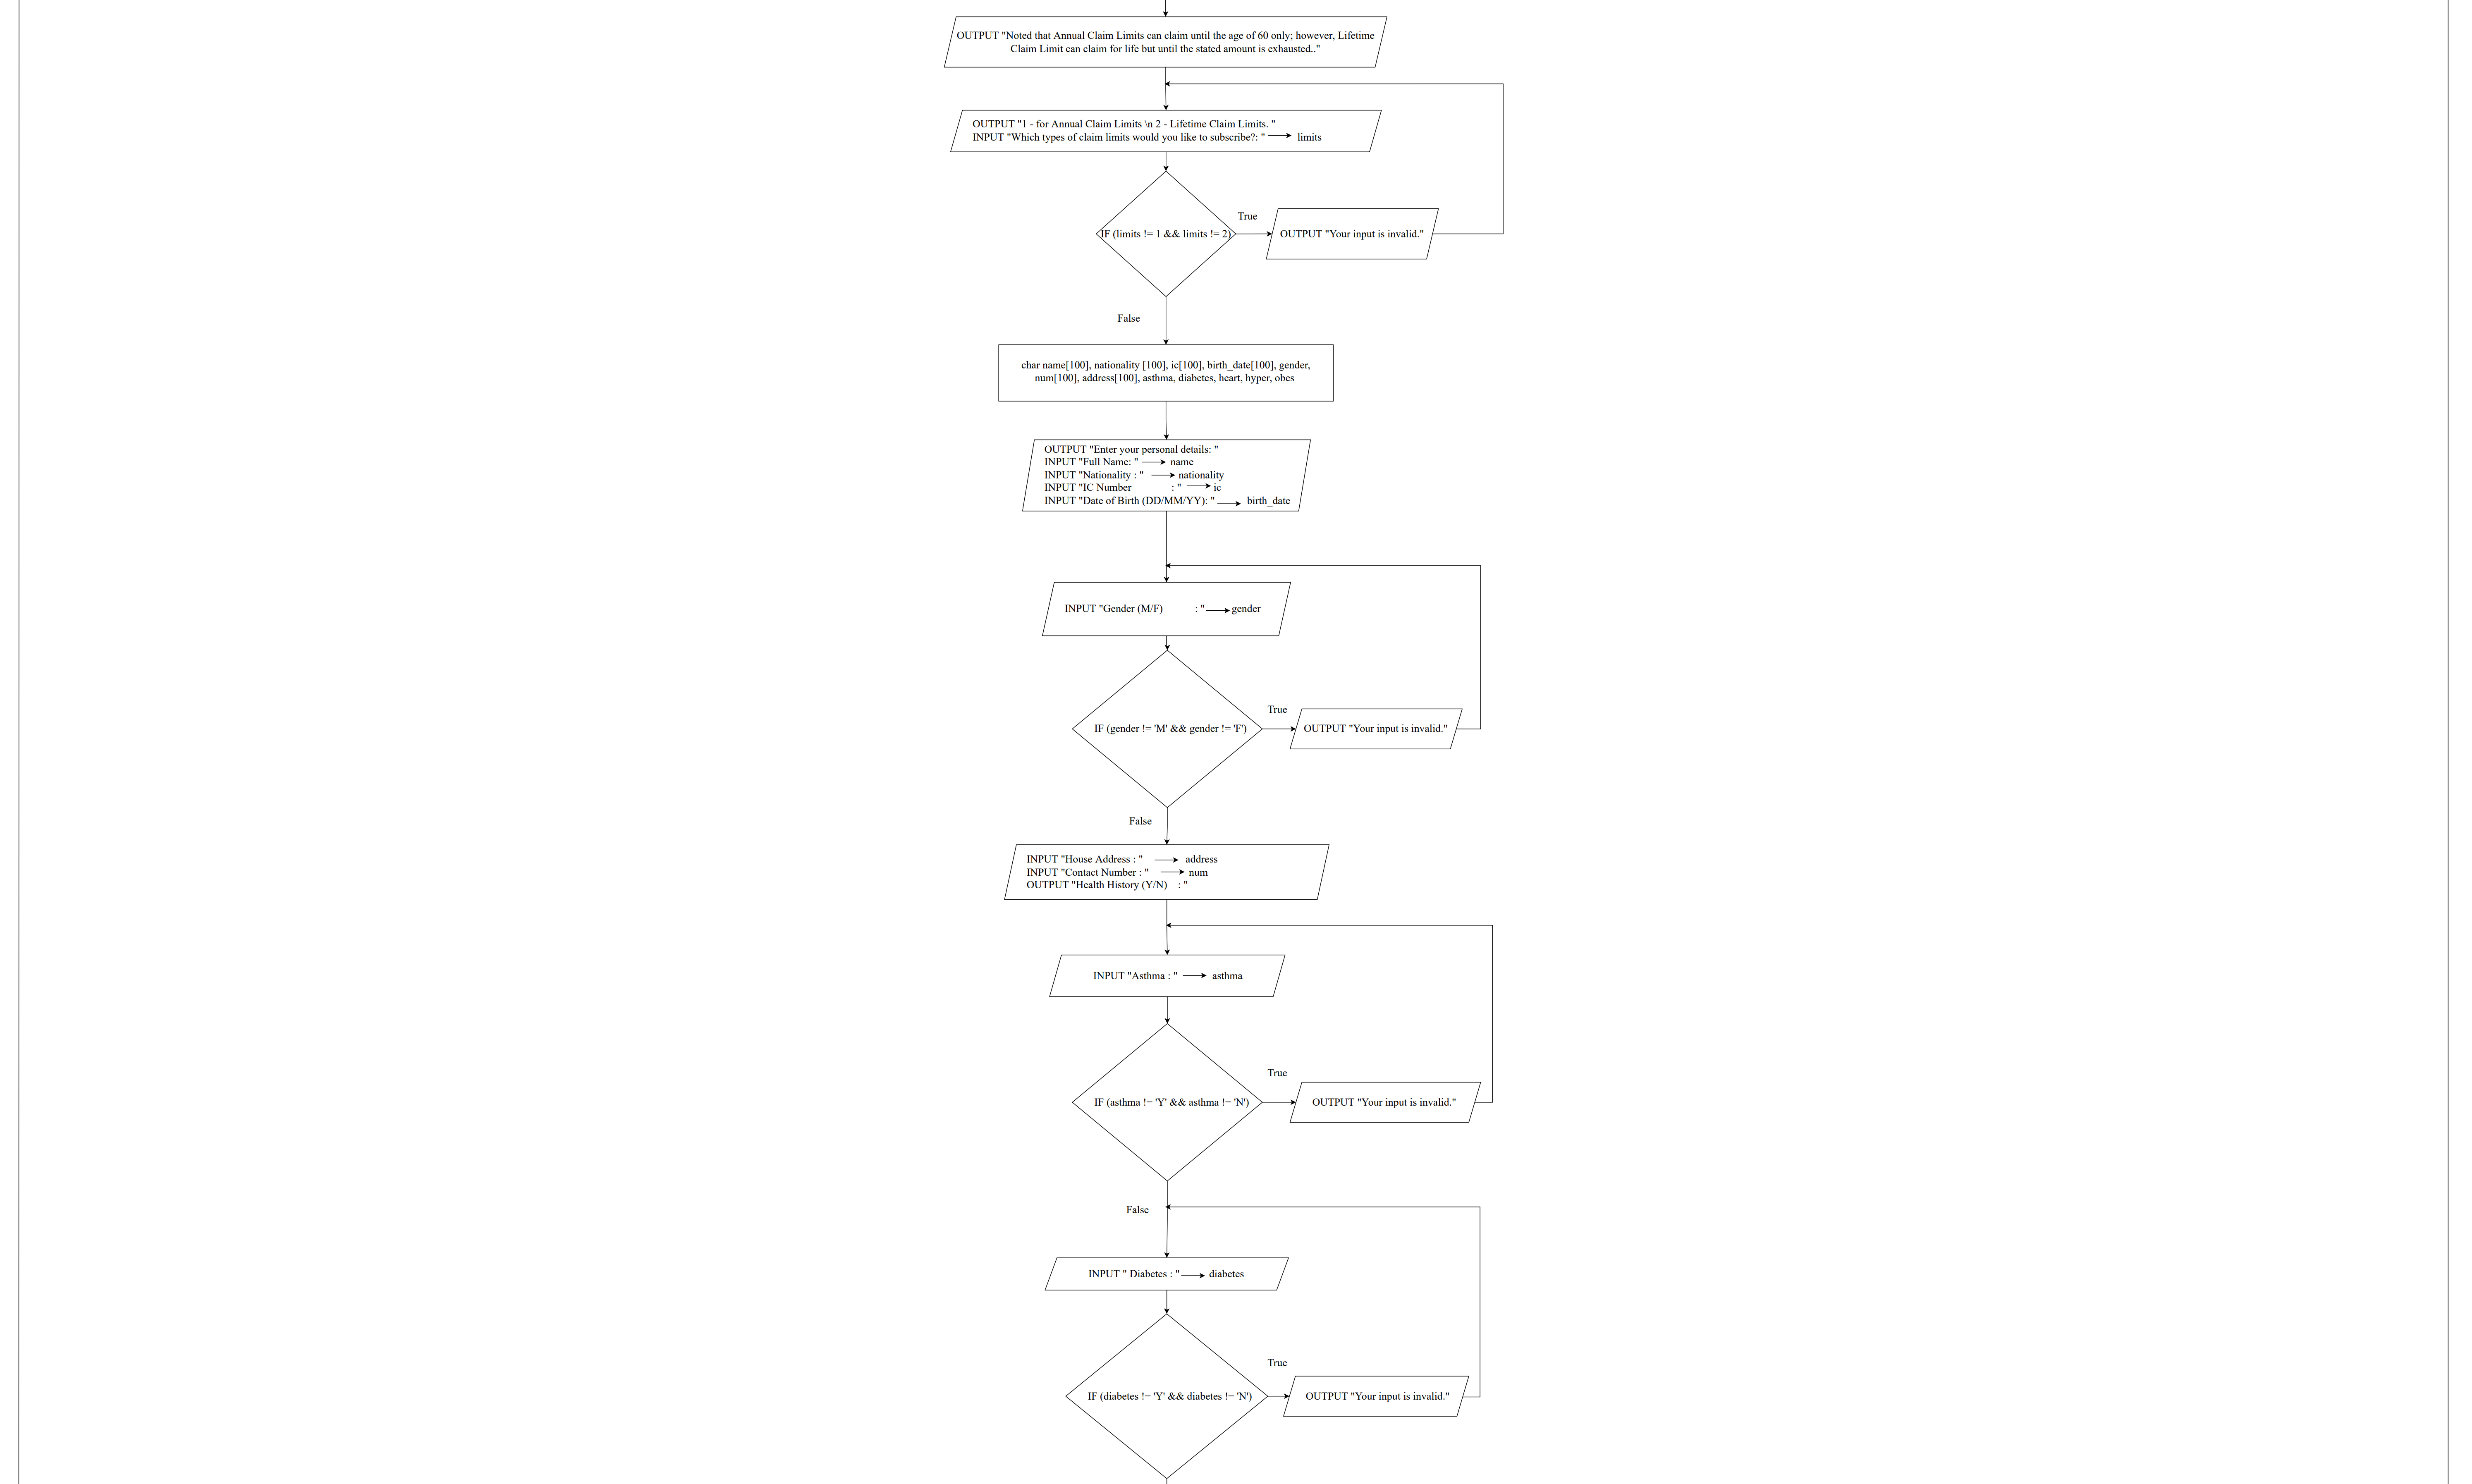 OUTPUT "Noted that Annual Claim Limits can claim until the age of 60 only; however, Lifetime
Claim Limit can claim for life but until the stated amount is exhausted.."
OUTPUT "1 - for Annual Claim Limits \n 2 - Lifetime Claim Limits. "
INPUT "Which types of claim limits would you like to subscribe?: " limits
True
IF (limits != 1 && limits != 2)
OUTPUT "Your input is invalid."
False
char name[100], nationality [100], ic[100], birth_date[100], gender,
num[100], address[100], asthma, diabetes, heart, hyper, obes
OUTPUT "Enter your personal details: "
INPUT "Full Name: " name
INPUT "Nationality : " nationality
INPUT "IC Number : " ic
INPUT "Date of Birth (DD/MM/YY): " birth_date
INPUT "Gender (M/F) : " gender
True
IF (gender != 'M' && gender != 'F')
OUTPUT "Your input is invalid."
False
INPUT "House Address : " address
INPUT "Contact Number : " num
OUTPUT "Health History (Y/N) : "
INPUT "Asthma : " asthma
True
IF (asthma != 'Y' && asthma != 'N')
OUTPUT "Your input is invalid."
False
INPUT " Diabetes : " diabetes
True
IF (diabetes != 'Y' && diabetes != 'N')
OUTPUT "Your input is invalid."